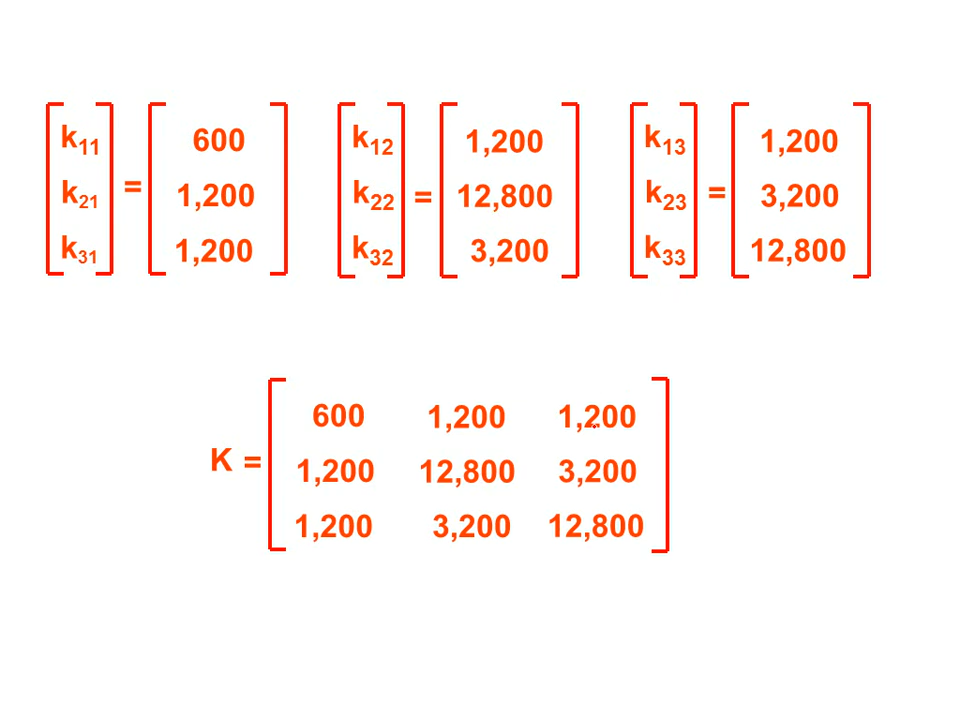 k11 600 k12 1,200 k13 1,200
k21 = 1,200 k22 = 12,800 k23 = 3,200
k31 1,200 k32 3,200 k33 12,800
600 1,200 1,200
K = 1,200 12,800 3,200
1,200 3,200 12,800